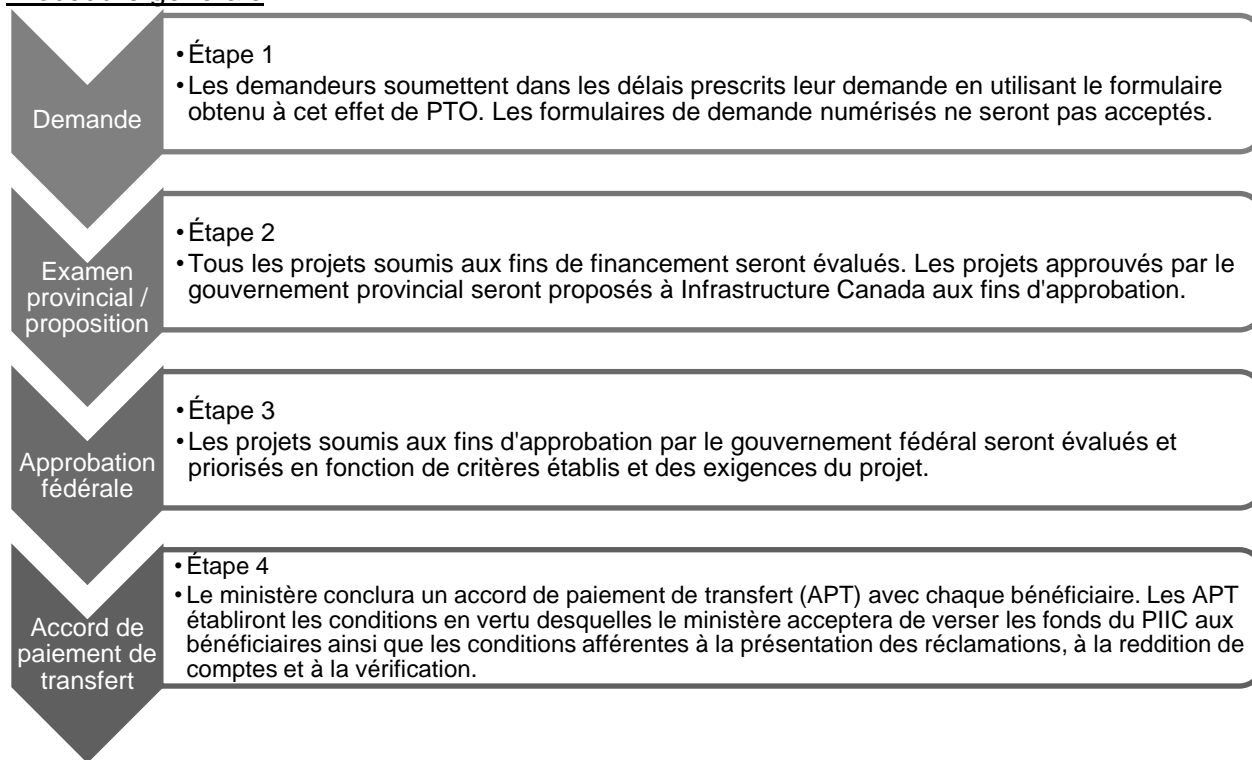 Demande
• Étape 1
• Les demandeurs soumettent dans les délais prescrits leur demande en utilisant le formulaire
obtenu à cet effet de PTO. Les formulaires de demande numérisés ne seront pas acceptés.
Examen
provincial /
proposition
• Étape 2
• Tous les projets soumis aux fins de financement seront évalués. Les projets approuvés par le
gouvernement provincial seront proposés à Infrastructure Canada aux fins d'approbation.
Approbation
fédérale
• Étape 3
• Les projets soumis aux fins d'approbation par le gouvernement fédéral seront évalués et
priorisés en fonction de critères établis et des exigences du projet.
Accord de
paiement de
transfert
• Étape 4
• Le ministère conclura un accord de paiement de transfert (APT) avec chaque bénéficiaire. Les APT
établiront les conditions en vertu desquelles le ministère acceptera de verser les fonds du PIIC aux
bénéficiaires ainsi que les conditions afférentes à la présentation des réclamations, à la reddition de
comptes et à la vérification.